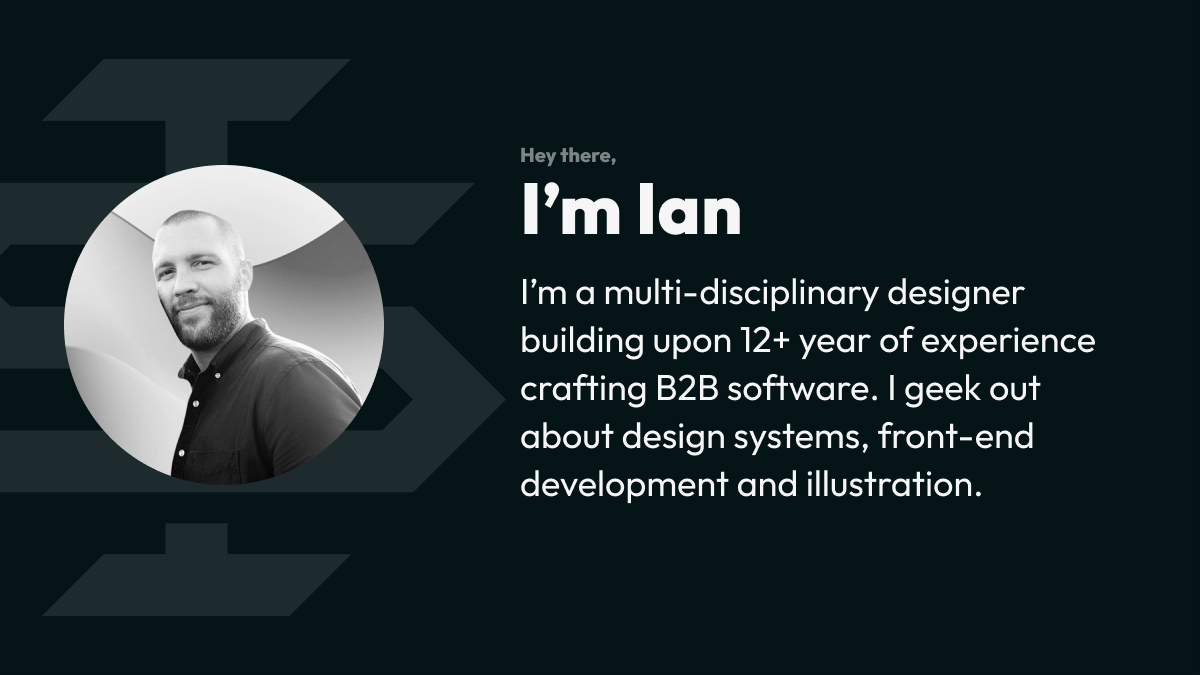 Hey there,
I’m Ian
I’m a multi-disciplinary designer
building upon 12+ year of experience
crafting B2B software. I geek out
about design systems, front-end
development and illustration.